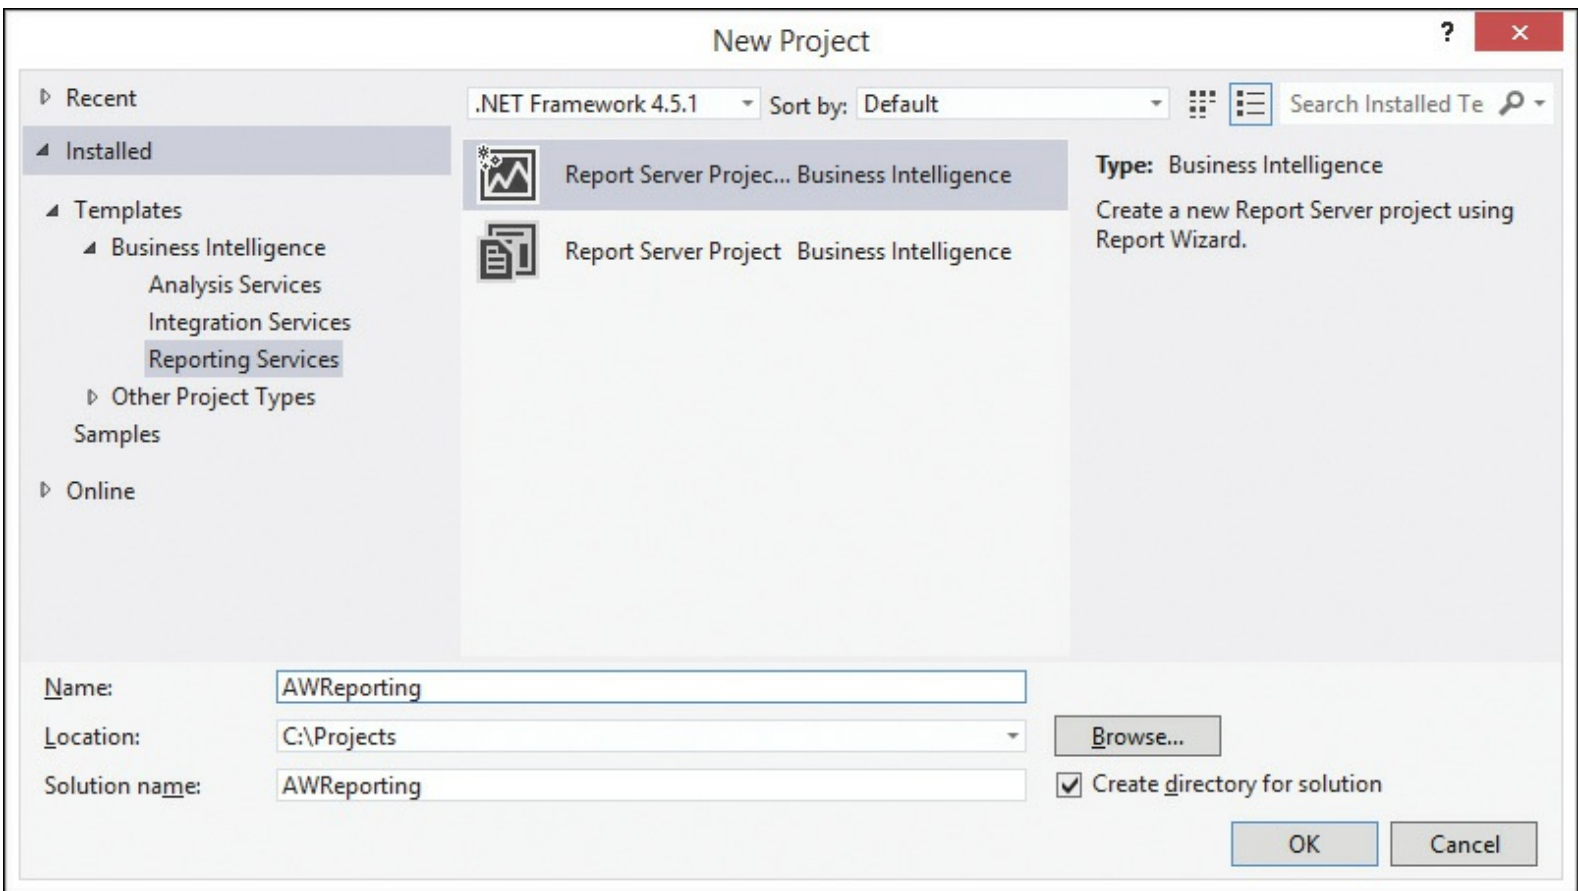 New Project
?
Recent
.NET Framework 4.5.1
Sort by: Default
Search Installed Te
Installed
Templates
Business Intelligence
Analysis Services
Integration Services
Reporting Services
Other Project Types
Samples
Online
Report Server Projec... Business Intelligence
Report Server Project Business Intelligence
Type: Business Intelligence
Create a new Report Server project using
Report Wizard.
Name: AWReporting
Location: C:\Projects
Browse...
Solution name: AWReporting
Create directory for solution
OK
Cancel